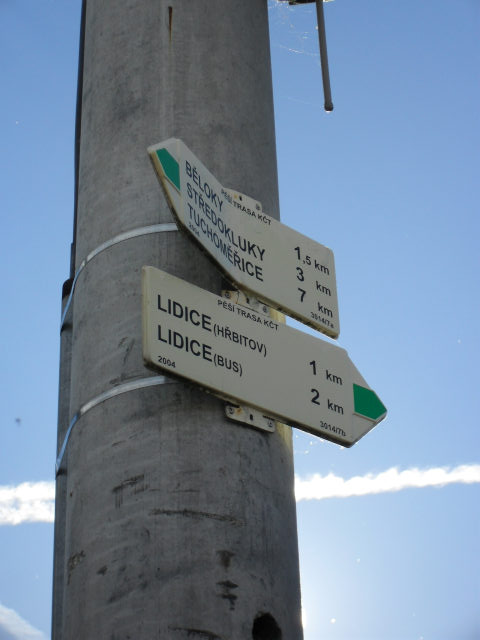 PĚŠÍ TRASA KČT
BĚLOKY 1,5 km
STŘEDOKLUKY 3 km
TUCHOMĚŘICE 7 km
2004 3014/7a
PĚŠÍ TRASA KČT
LIDICE (HŘBITOV) 1 km
LIDICE (BUS) 2 km
2004 3014/7b